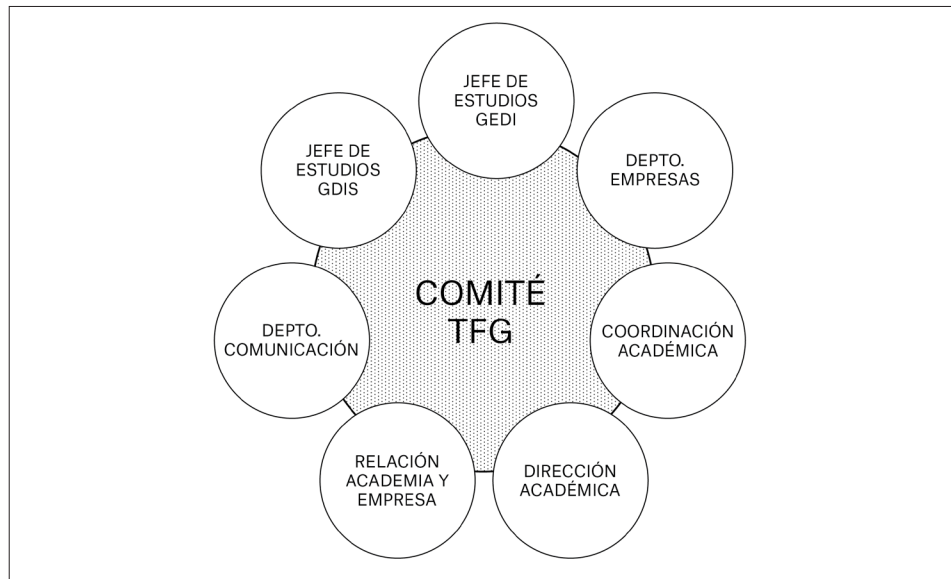 JEFE DE
ESTUDIOS
GEDI
JEFE DE
ESTUDIOS
GDIS
DEPTO.
EMPRESAS
COMITÉ
TFG
DEPTO.
COMUNICACIÓN
COORDINACIÓN
ACADÉMICA
RELACIÓN
ACADEMIA Y
EMPRESA
DIRECCIÓN
ACADÉMICA